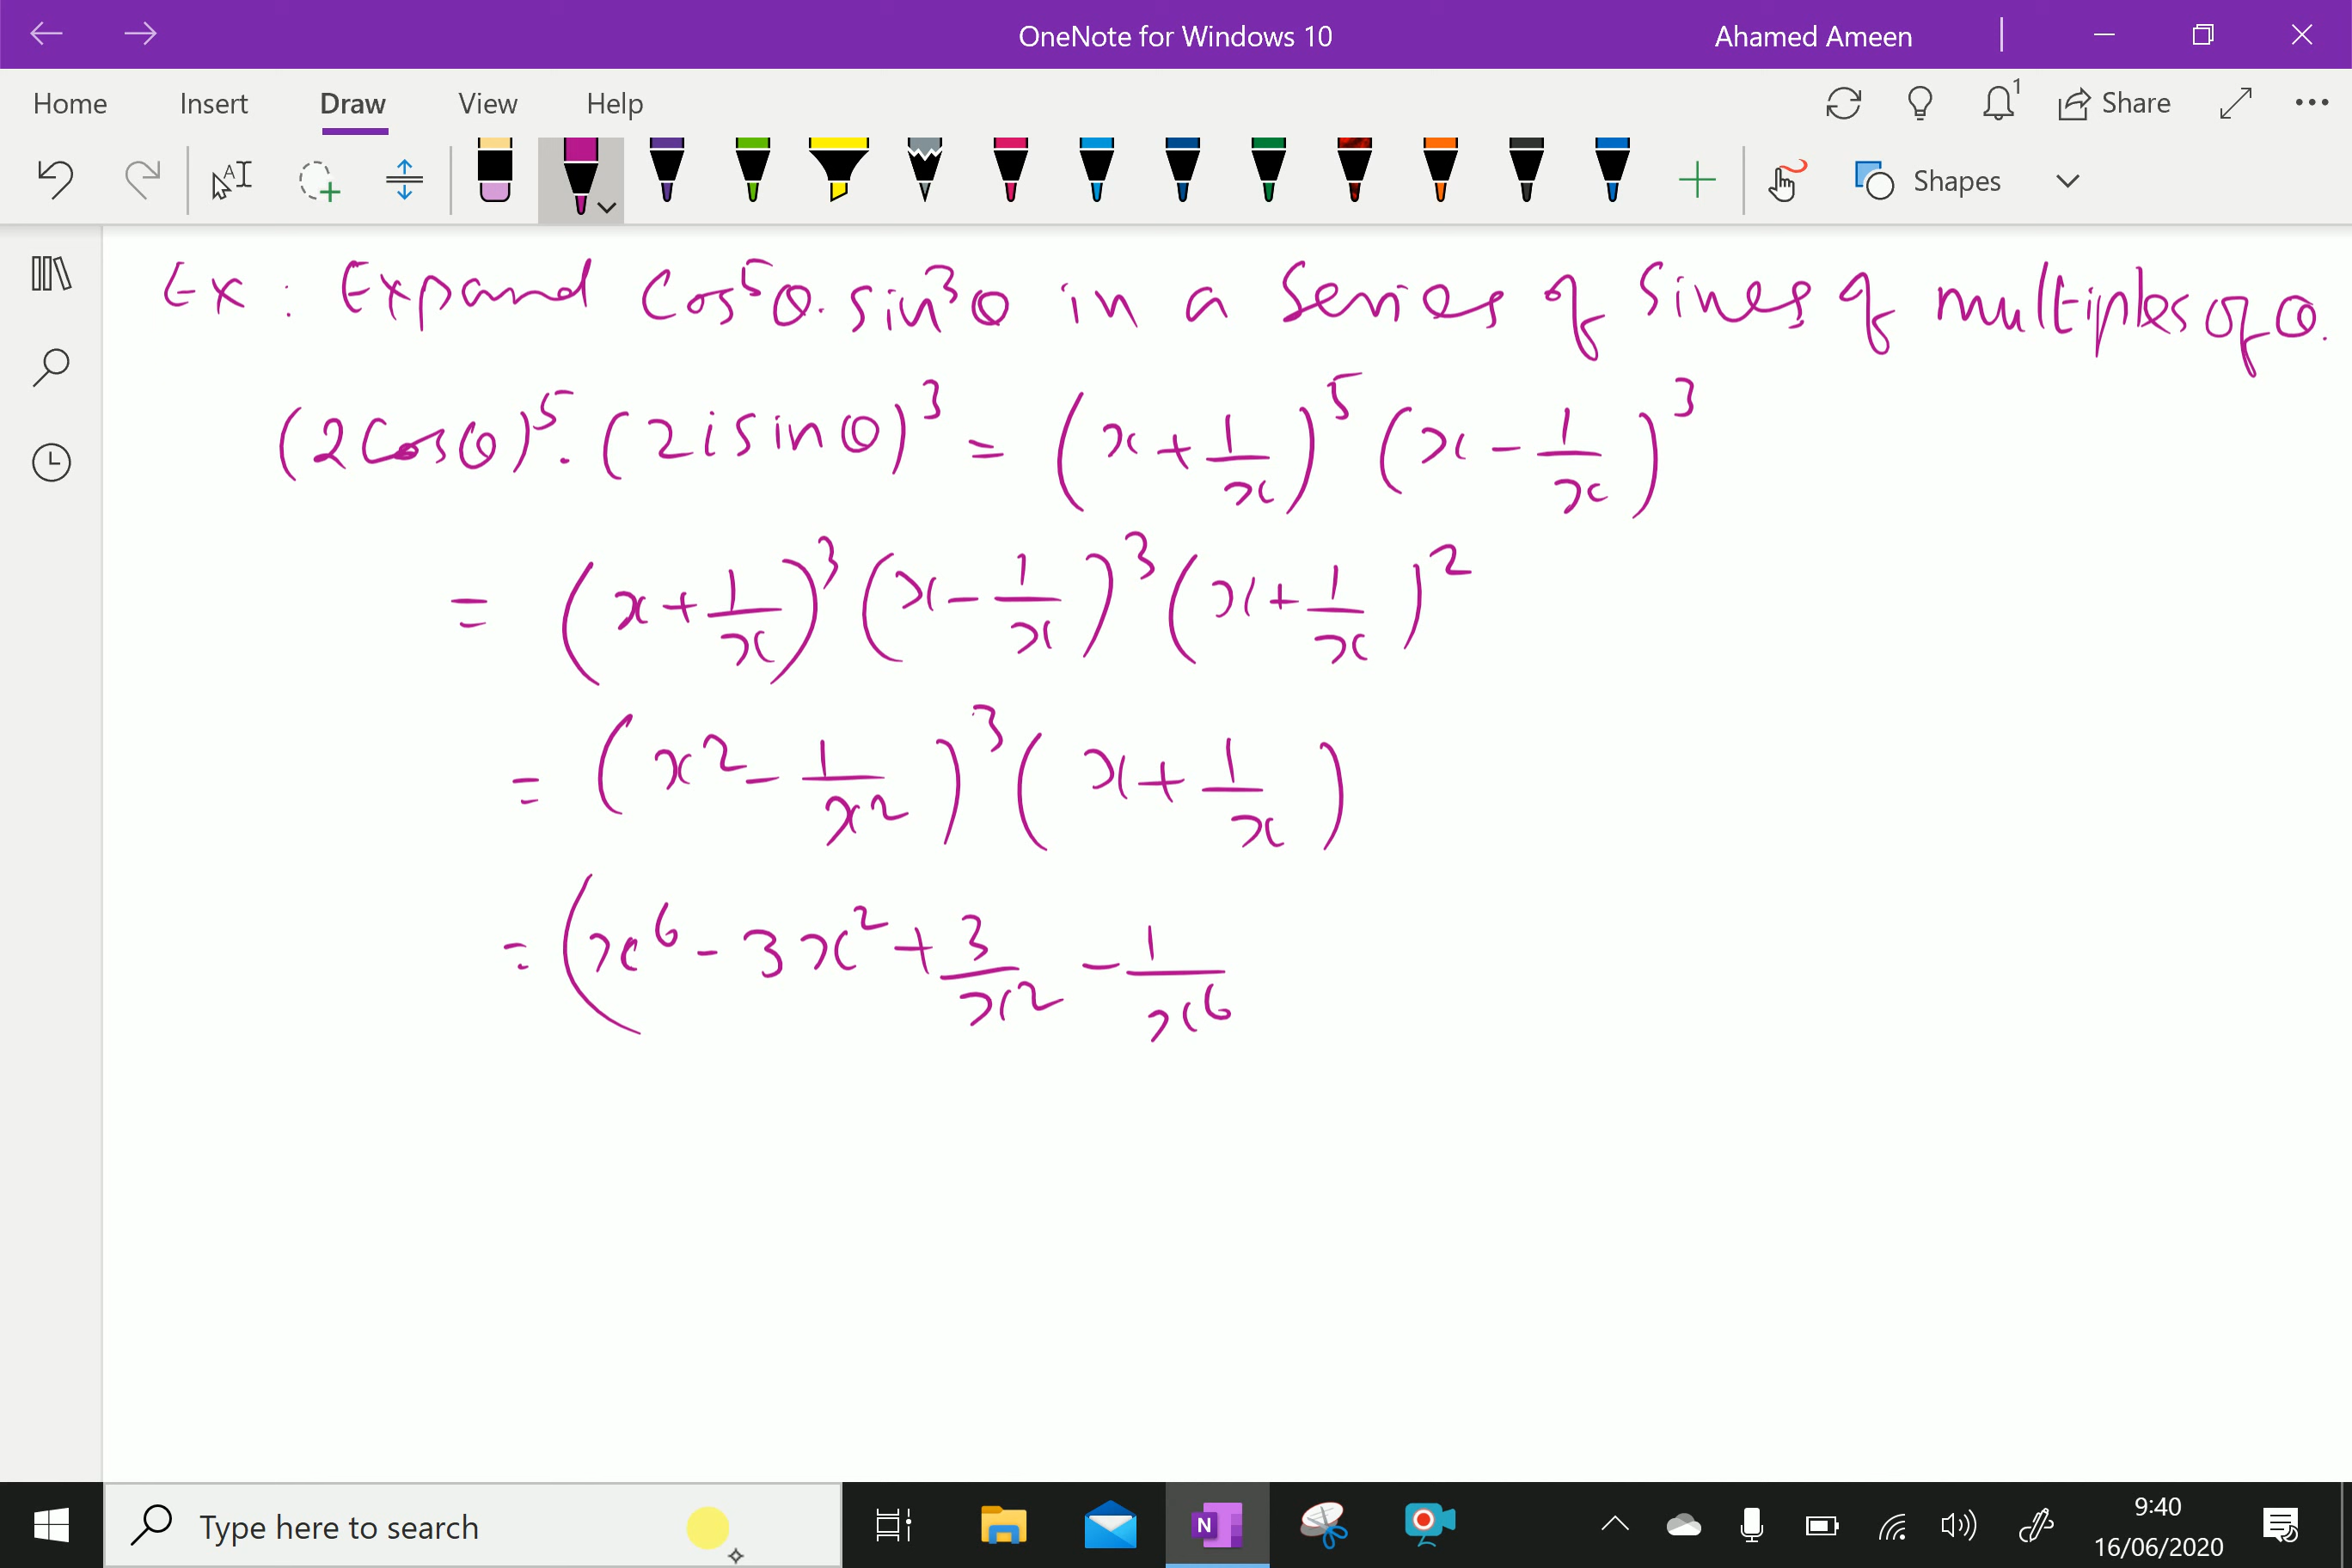 OneNote for Windows 10 Ahamed Ameen
Home Insert Draw View Help 1 Share
Shapes
Ex : Expand Cos⁵θ. sin³θ in a series of sines of multiples of θ.
(2Cosθ)⁵. (2isinθ)³ = (x + 1/x)⁵ (x - 1/x)³
= (x + 1/x)³ (x - 1/x)³ (x + 1/x)²
= (x² - 1/x²)³ (x + 1/x)
= (x⁶ - 3x² + 3/x² - 1/x⁶
Type here to search
9:40
16/06/2020